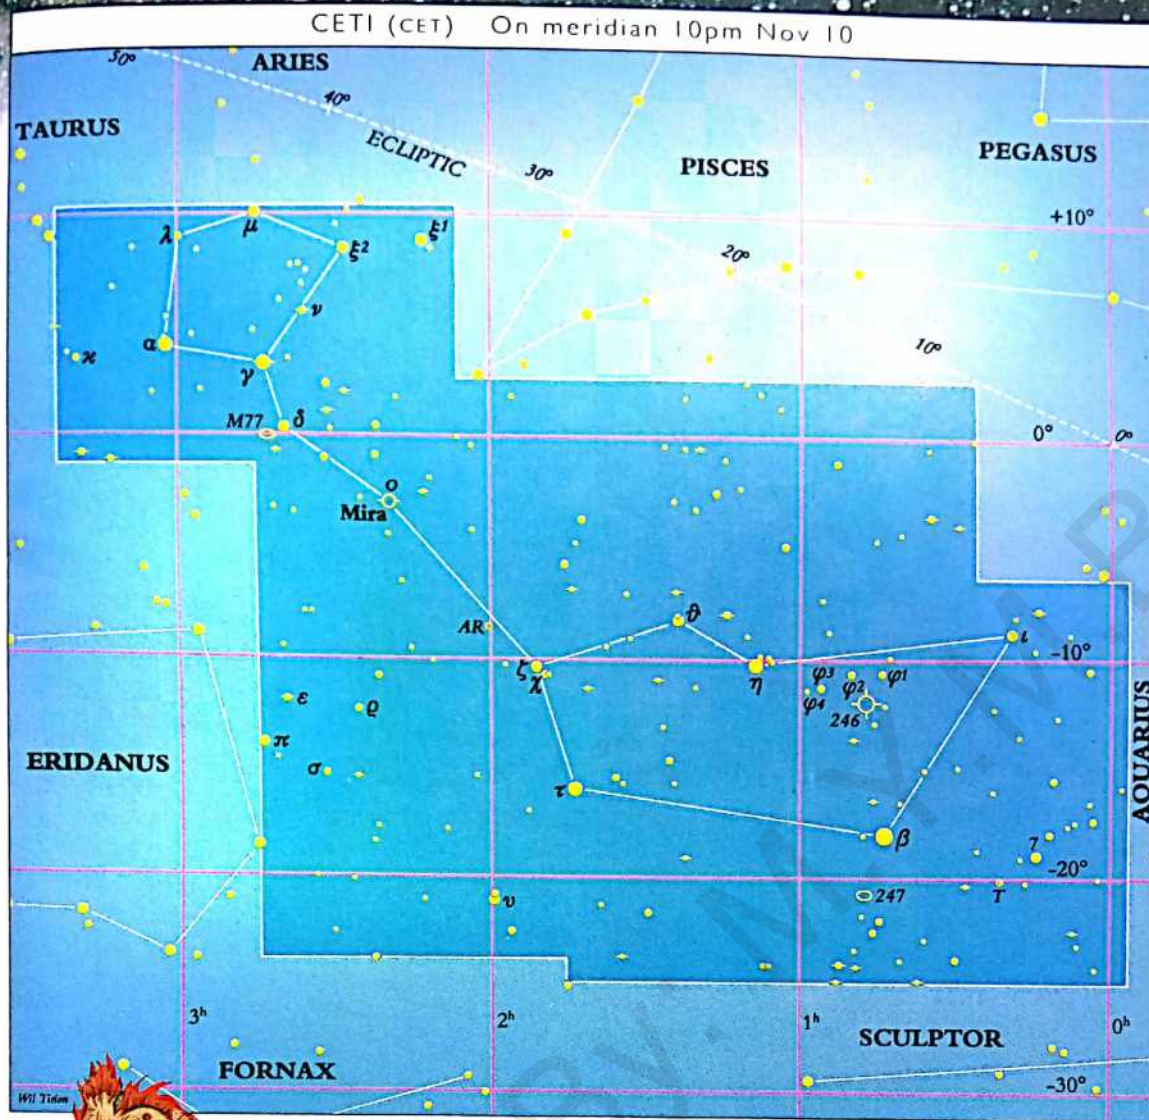 CETI (CET) On meridian 10pm Nov 10
50°
ARIES
40°
TAURUS
ECLIPTIC
30°
PISCES
PEGASUS
+10°
λ
μ
ξ²
ξ¹
20°
ν
ϰ
α
γ
10°
M77
δ
0°
0°
ο
Mira
AR
ϑ
ι
-10°
ζ
χ
η
φ3
φ2
φ1
φ4
246
ε
ϱ
AQUARIUS
ERIDANUS
π
σ
τ
β
7
-20°
υ
247
T
3h
2h
1h
0h
SCULPTOR
FORNAX
-30°
Wil Tirion